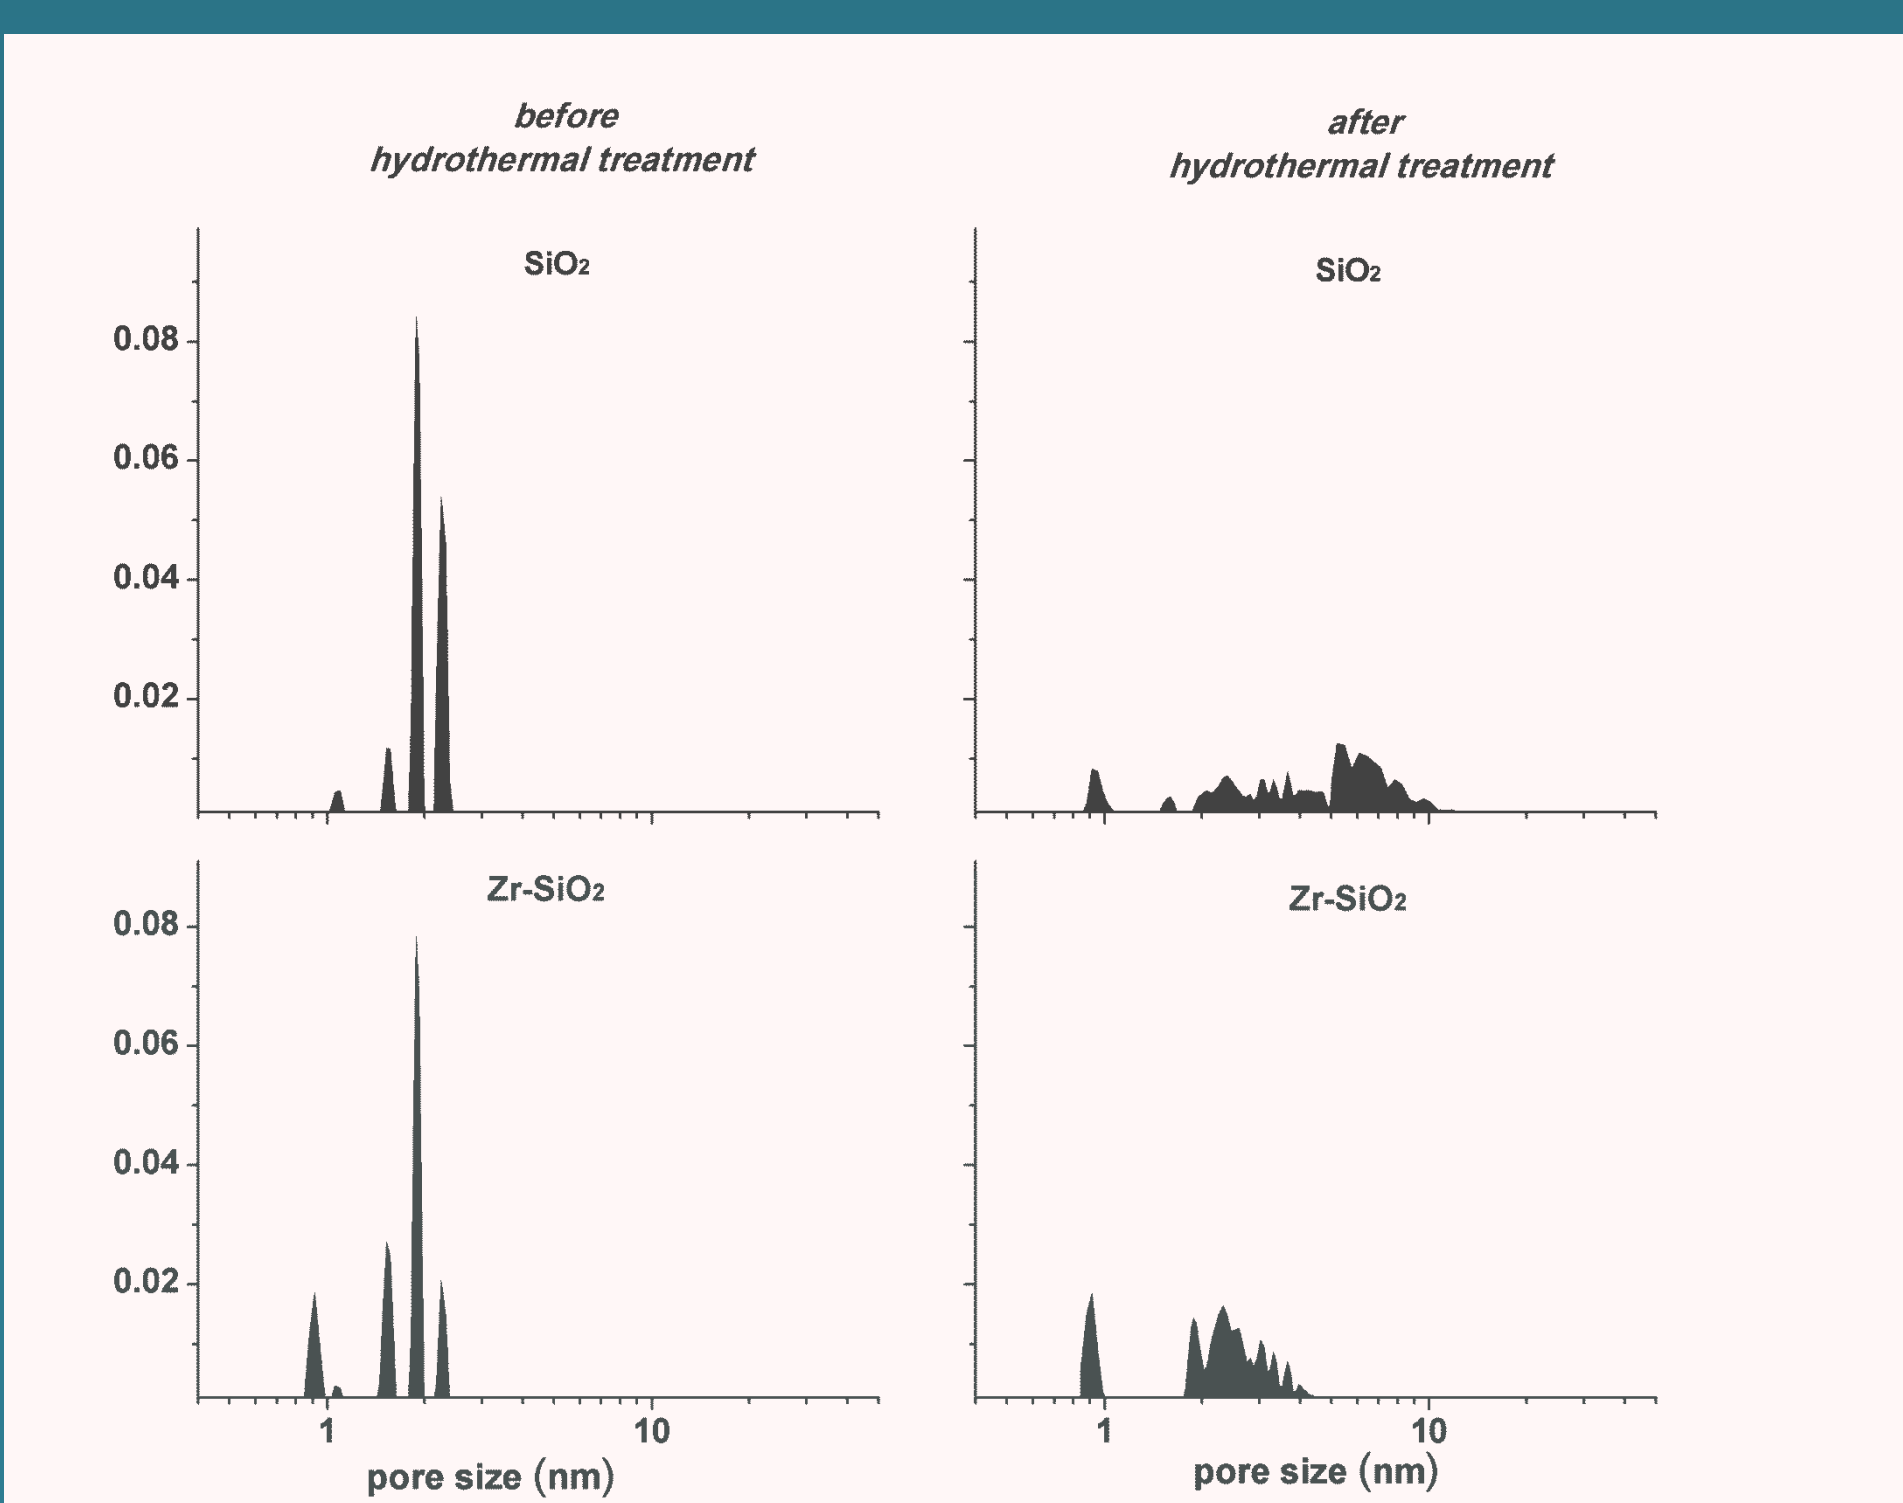 before
hydrothermal treatment
after
hydrothermal treatment
SiO₂
SiO₂
0.08
0.06
0.04
0.02
Zr-SiO₂
Zr-SiO₂
0.08
0.06
0.04
0.02
1
10
1
10
pore size (nm)
pore size (nm)